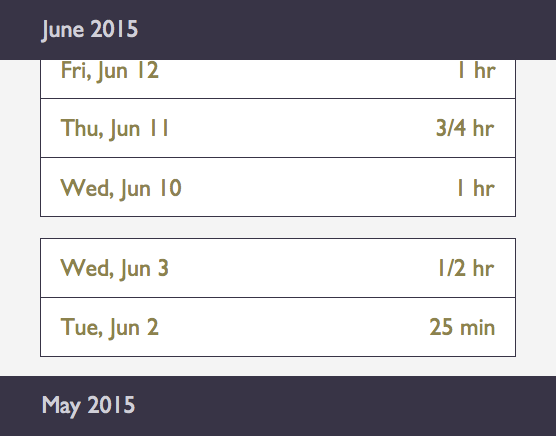 June 2015
Fri, Jun 12 1 hr
Thu, Jun 11 3/4 hr
Wed, Jun 10 1 hr
Wed, Jun 3 1/2 hr
Tue, Jun 2 25 min
May 2015